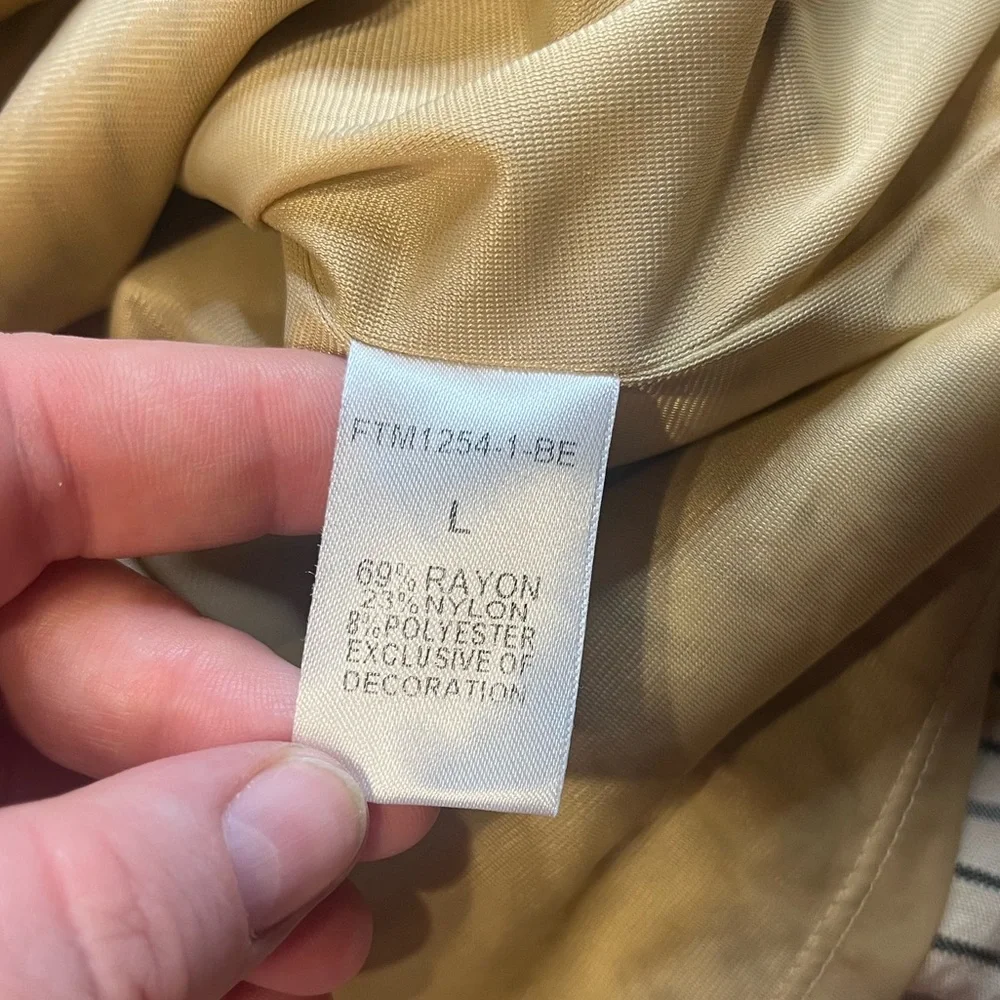 FTM1254-1-BE
L
69% RAYON
23% NYLON
8% POLYESTER
EXCLUSIVE OF
DECORATION